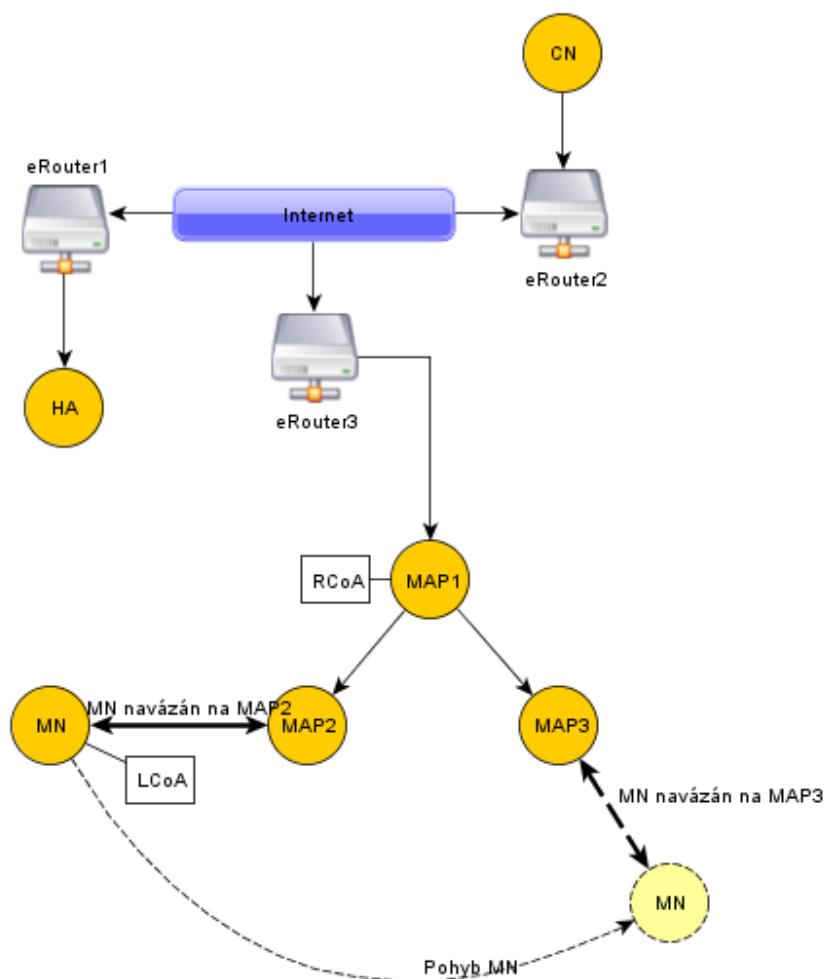 CN
eRouter1
Internet
eRouter2
HA
eRouter3
RCoA
MAP1
MN navázán na MAP2
MN
MAP2
MAP3
LCoA
MN navázán na MAP3
MN
Pohyb MN